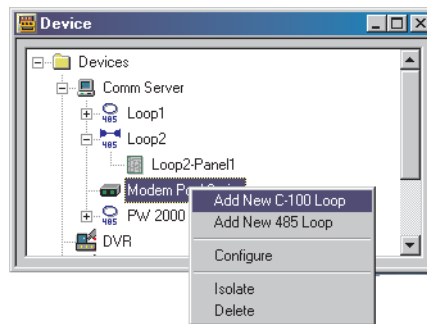 Device
Devices
Comm Server
485 Loop1
485 Loop2
Loop2-Panel1
Modem Po
Add New C-100 Loop
485 PW 2000
Add New 485 Loop
DVR
Configure
Isolate
Delete